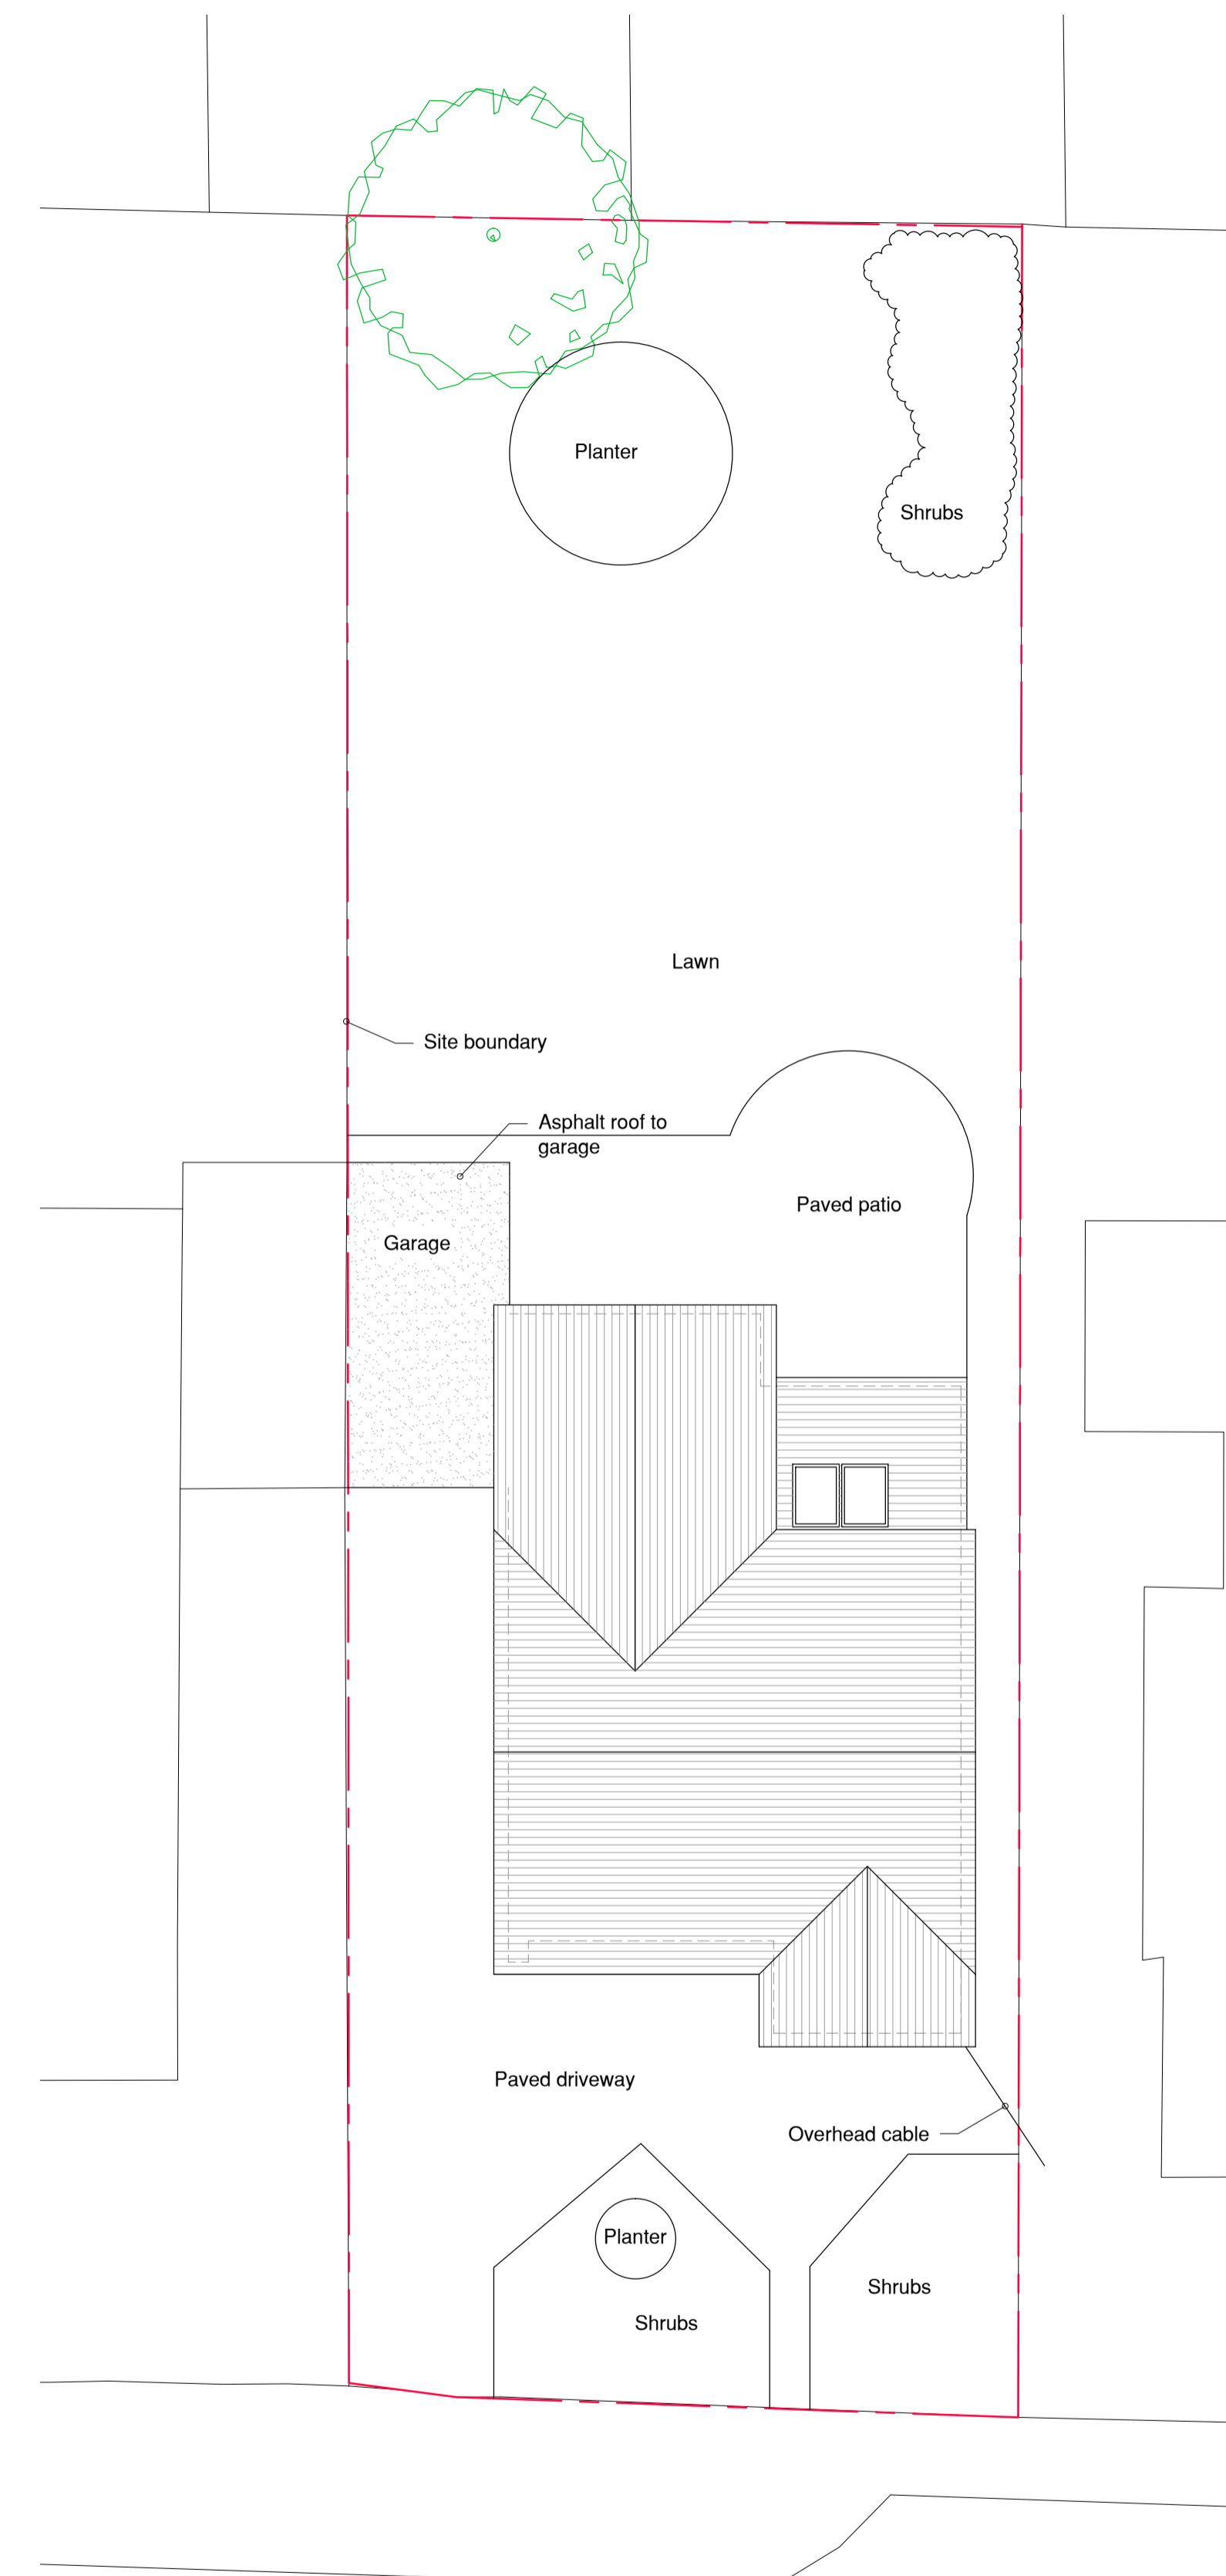 Planter
Shrubs
Lawn
Site boundary
Asphalt roof to
garage
Paved patio
Garage
Paved driveway
Overhead cable
Planter
Shrubs
Shrubs